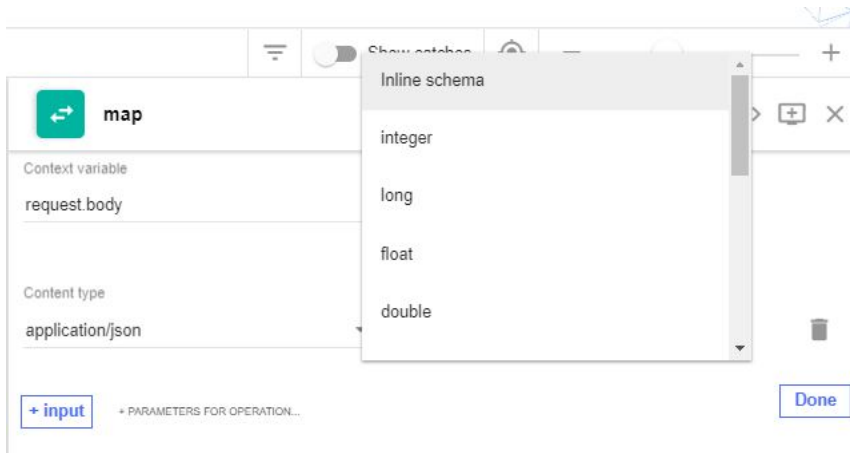 Show catches
map
Inline schema
integer
long
float
double
Context variable
request.body
Content type
application/json
+ input
+ PARAMETERS FOR OPERATION...
Done